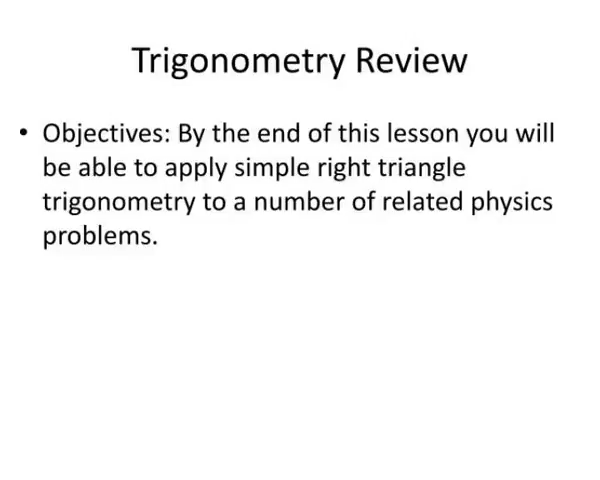 Trigonometry Review
• Objectives: By the end of this lesson you will
be able to apply simple right triangle
trigonometry to a number of related physics
problems.